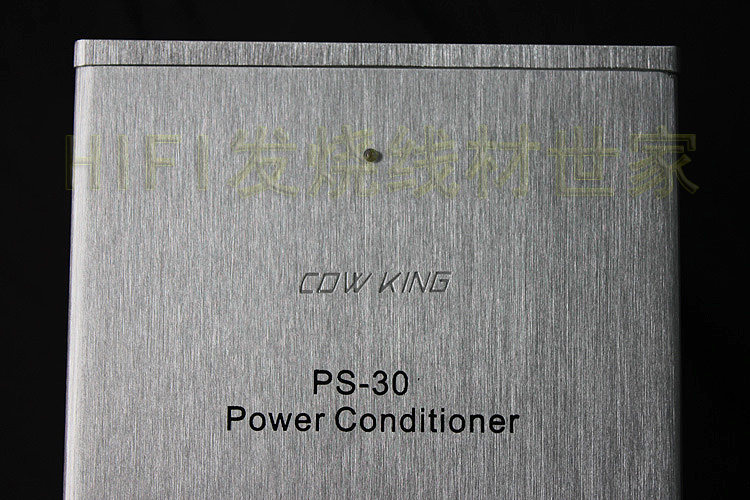 HIFI发烧线材世家
COW KING
PS-30
Power Conditioner